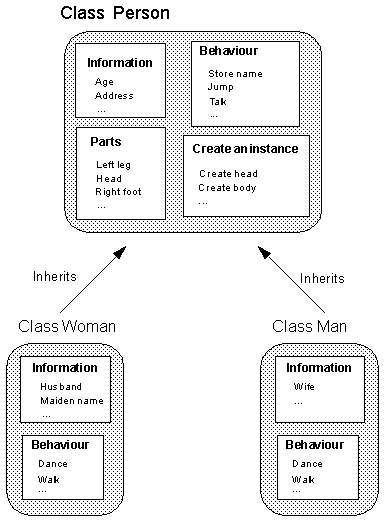 Class Person
Information
Age
Address
...
Behaviour
Store name
Jump
Talk
...
Parts
Left leg
Head
Right foot
...
Create an instance
Create head
Create body
...
Inherits
Inherits
Class Woman
Information
Husband
Maiden name
...
Behaviour
Dance
Walk
...
Class Man
Information
Wife
...
Behaviour
Dance
Walk
...